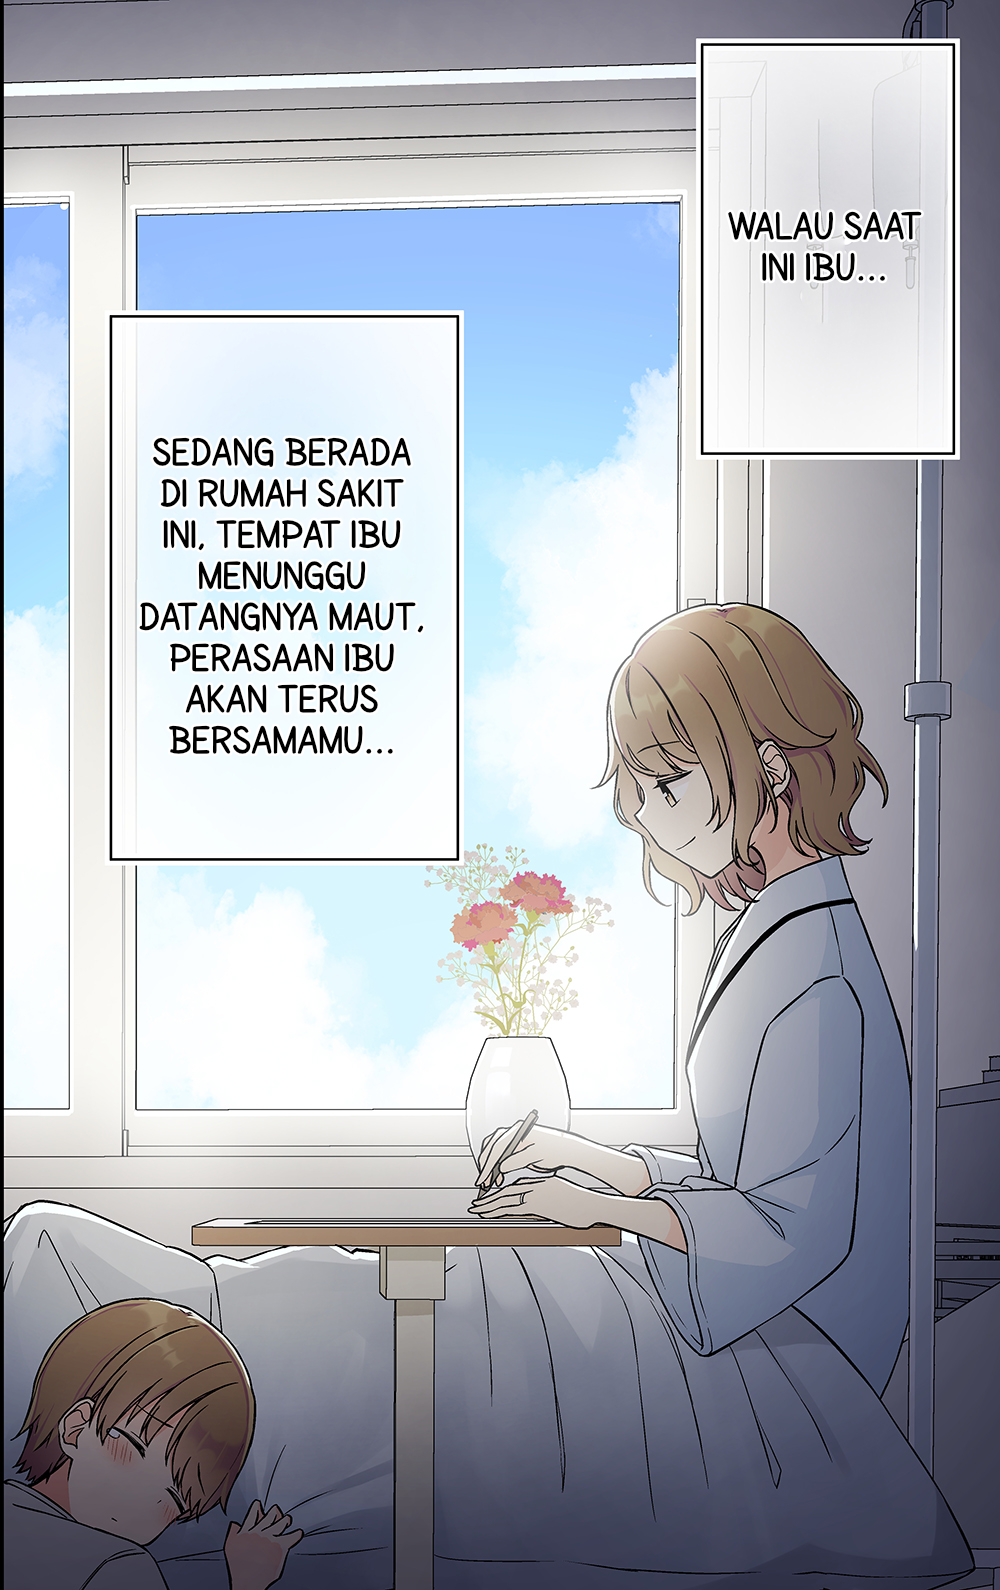 WALAU SAAT
INI IBU...
SEDANG BERADA
DI RUMAH SAKIT
INI, TEMPAT IBU
MENUNGGU
DATANGNYA MAUT,
PERASAAN IBU
AKAN TERUS
BERSAMAMU...